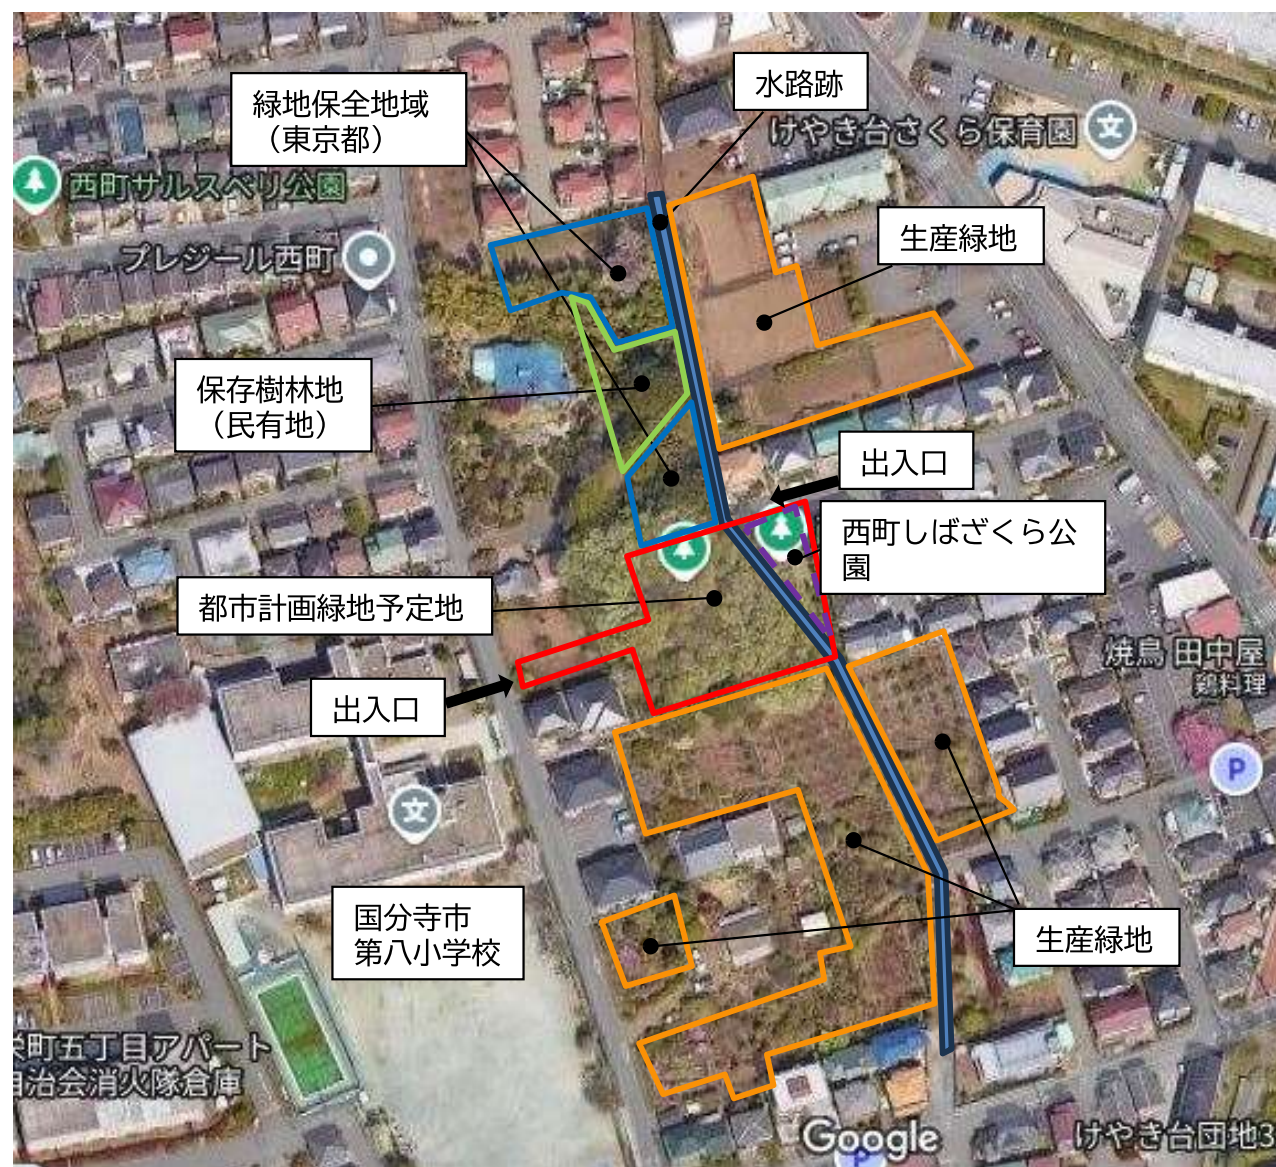 緑地保全地域
（東京都）
水路跡
けやき台さくら保育園
文
西町サルスベリ公園
生産緑地
プレジール西町
保存樹林地
（民有地）
出入口
西町しばざくら公
園
都市計画緑地予定地
焼鳥 田中屋
鶏料理
出入口
P
文
国分寺市
第八小学校
生産緑地
栄町五丁目アパート
自治会消火隊倉庫
Google
P
けやき台団地3